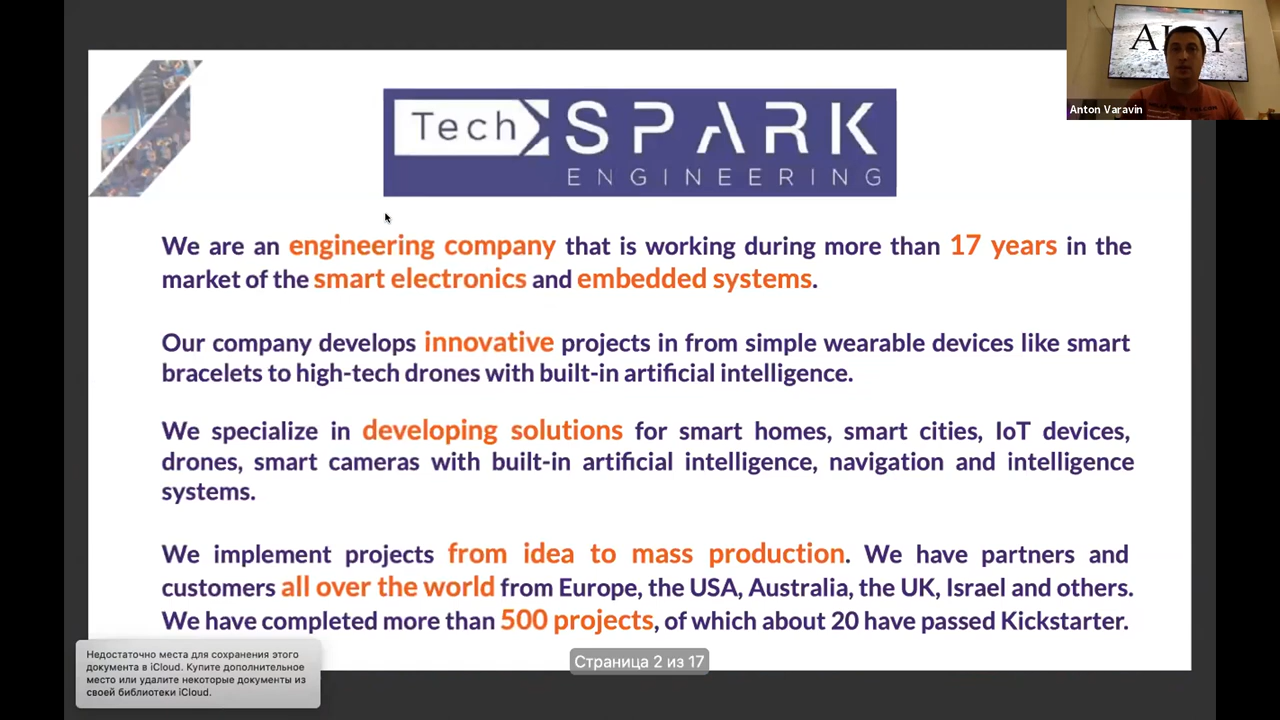 Tech SPARK
ENGINEERING
Anton Varavin
We are an engineering company that is working during more than 17 years in the
market of the smart electronics and embedded systems.
Our company develops innovative projects in from simple wearable devices like smart
bracelets to high-tech drones with built-in artificial intelligence.
We specialize in developing solutions for smart homes, smart cities, IoT devices,
drones, smart cameras with built-in artificial intelligence, navigation and intelligence
systems.
We implement projects from idea to mass production. We have partners and
customers all over the world from Europe, the USA, Australia, the UK, Israel and others.
We have completed more than 500 projects, of which about 20 have passed Kickstarter.
Недостаточно места для сохранения этого
документа в iCloud. Купите дополнительное
место или удалите некоторые документы из
своей библиотеки iCloud.
Страница 2 из 17